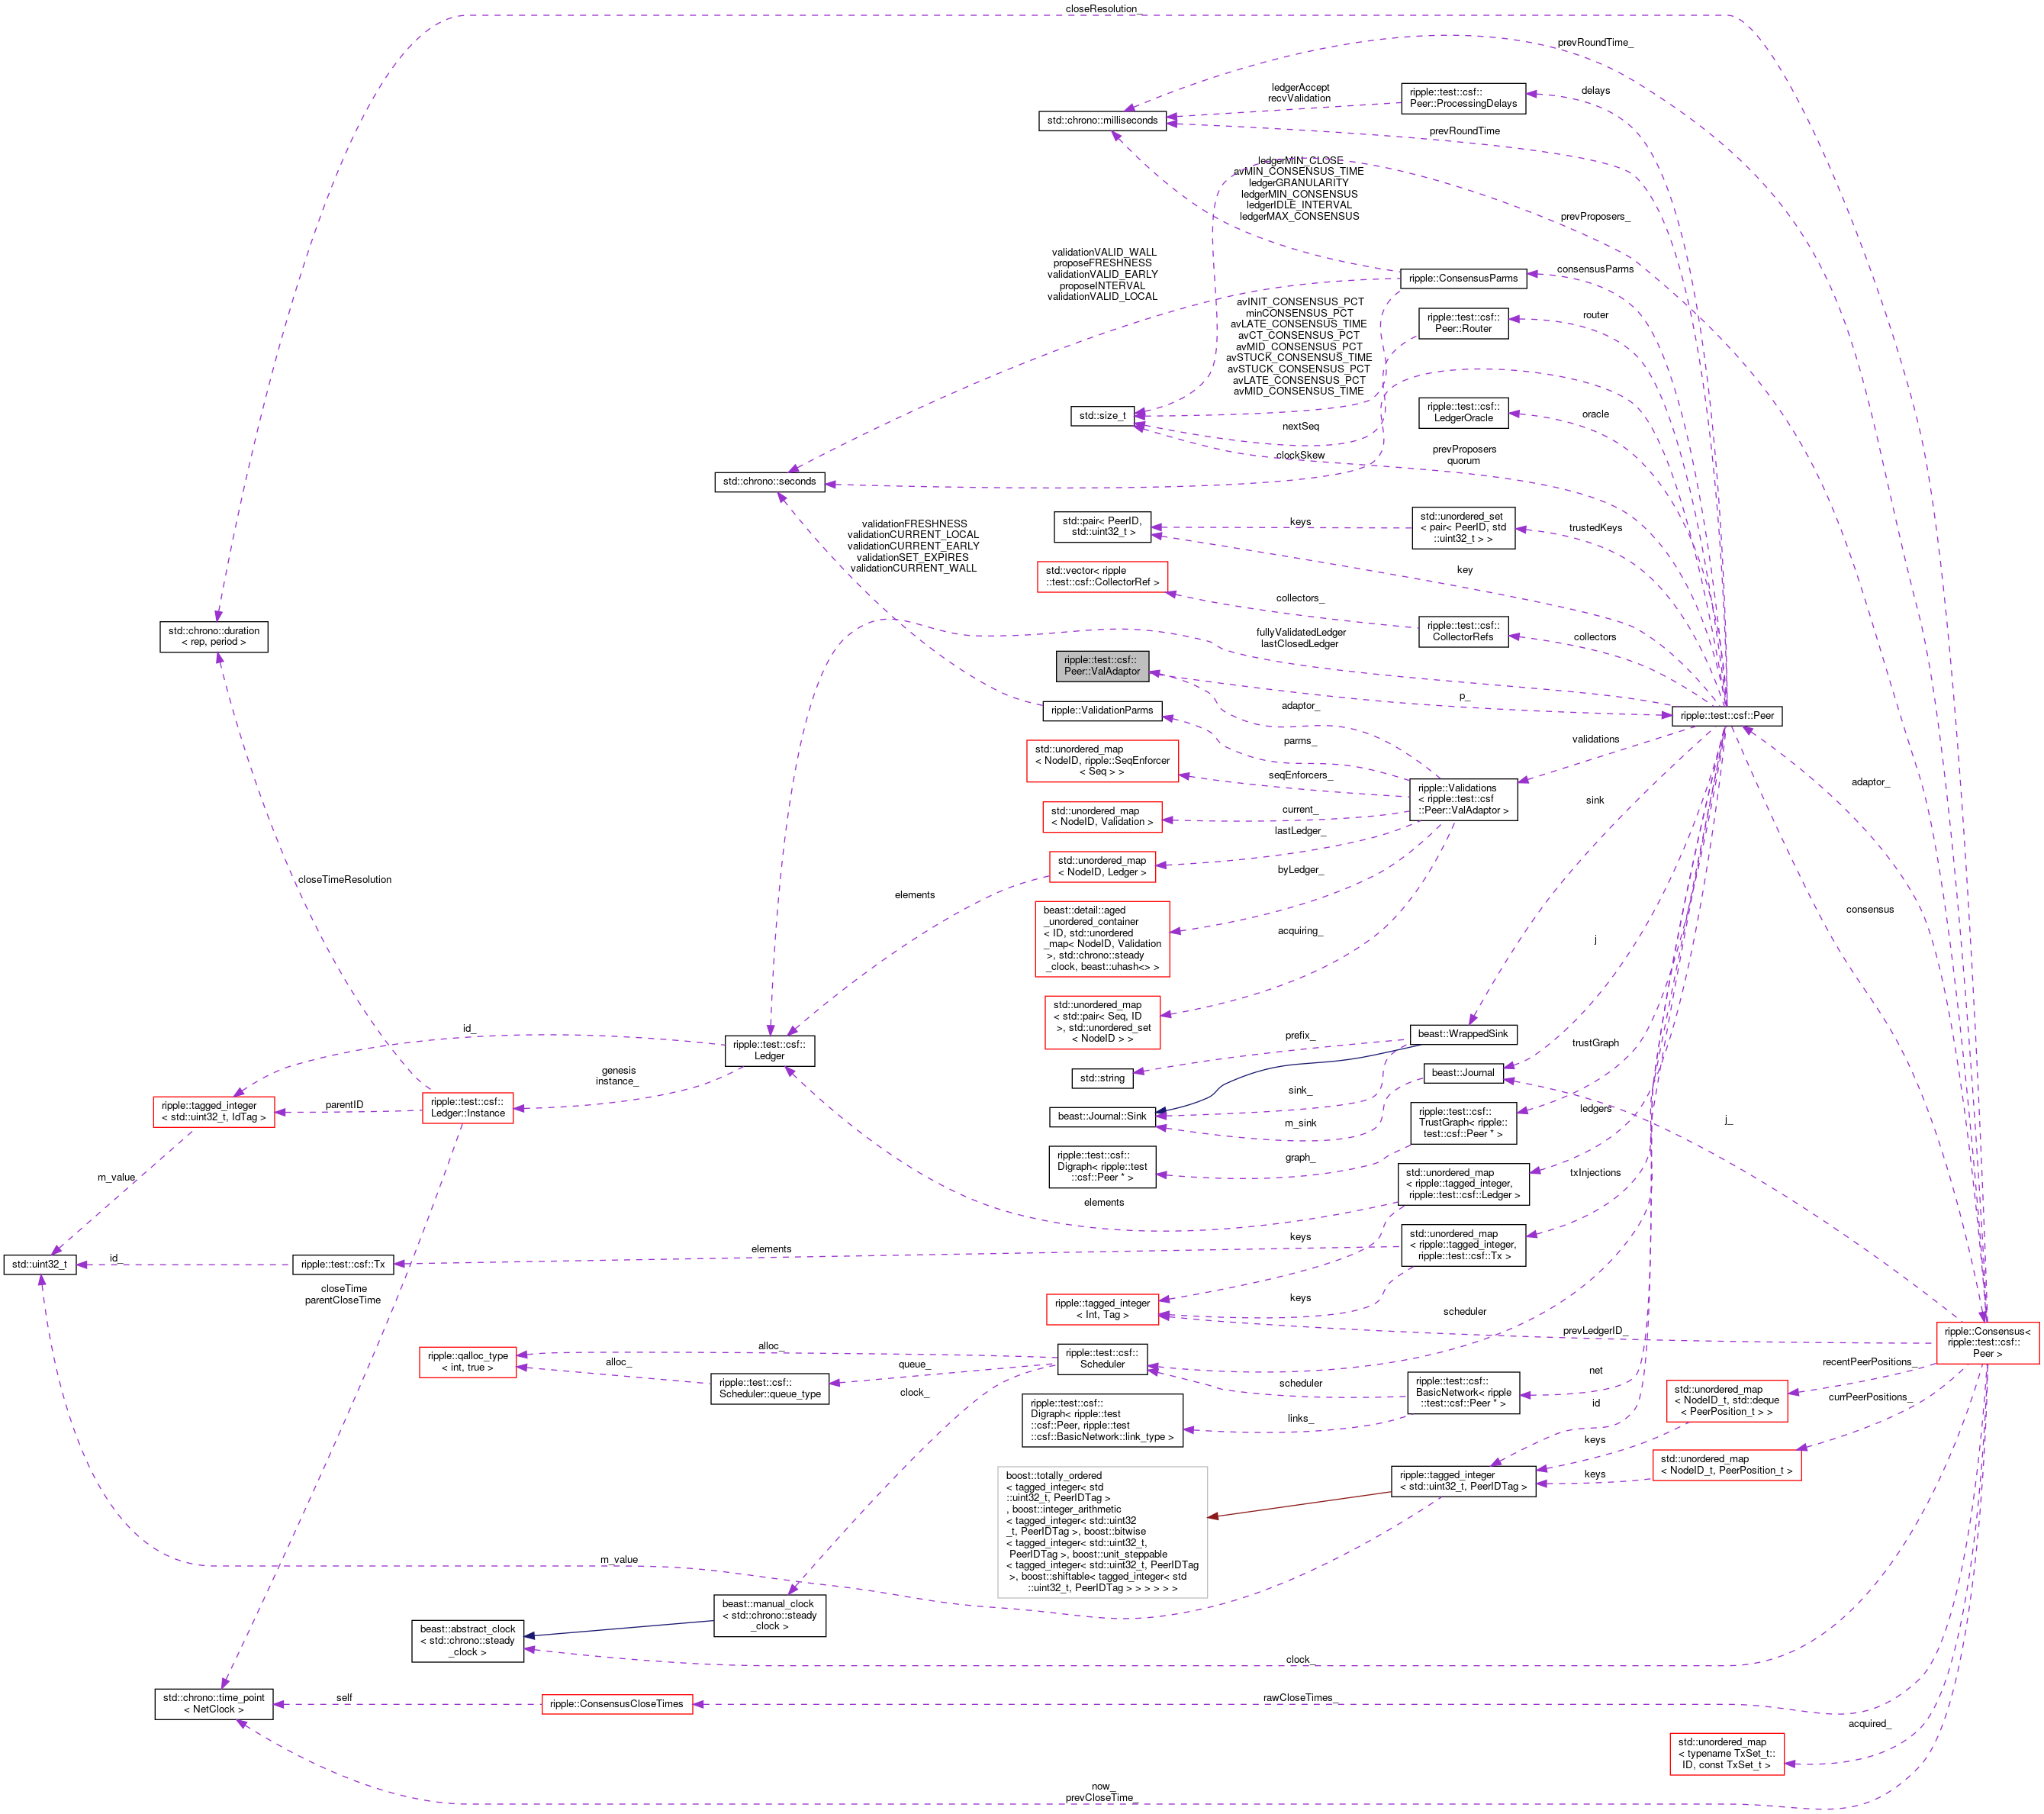 closeResolution_
prevRoundTime_
ripple::test::csf::
Peer::ProcessingDelays
delays
ledgerAccept
recvValidation
std::chrono::milliseconds
prevRoundTime
ledgerMIN_CLOSE
avMIN_CONSENSUS_TIME
ledgerGRANULARITY
ledgerMIN_CONSENSUS
ledgerIDLE_INTERVAL
ledgerMAX_CONSENSUS
prevProposers_
validationVALID_WALL
proposeFRESHNESS
validationVALID_EARLY
proposeINTERVAL
validationVALID_LOCAL
ripple::ConsensusParms
consensusParms
avINIT_CONSENSUS_PCT
minCONSENSUS_PCT
avLATE_CONSENSUS_TIME
avCT_CONSENSUS_PCT
avMID_CONSENSUS_PCT
avSTUCK_CONSENSUS_TIME
avSTUCK_CONSENSUS_PCT
avLATE_CONSENSUS_PCT
avMID_CONSENSUS_TIME
ripple::test::csf::
Peer::Router
router
std::size_t
nextSeq
ripple::test::csf::
LedgerOracle
oracle
clockSkew
prevProposers
quorum
std::chrono::seconds
validationFRESHNESS
validationCURRENT_LOCAL
validationCURRENT_EARLY
validationSET_EXPIRES
validationCURRENT_WALL
std::pair< PeerID,
std::uint32_t >
keys
std::unordered_set
< pair< PeerID, std
::uint32_t > >
trustedKeys
key
std::vector< ripple
::test::csf::CollectorRef >
collectors_
ripple::test::csf::
CollectorRefs
collectors
std::chrono::duration
< rep, period >
fullyValidatedLedger
lastClosedLedger
ripple::test::csf::
Peer::ValAdaptor
p_
adaptor_
ripple::test::csf::Peer
ripple::ValidationParms
parms_
validations
std::unordered_map
< NodeID, ripple::SeqEnforcer
< Seq > >
seqEnforcers_
ripple::Validations
< ripple::test::csf
::Peer::ValAdaptor >
sink
adaptor_
std::unordered_map
< NodeID, Validation >
current_
lastLedger_
std::unordered_map
< NodeID, Ledger >
byLedger_
closeTimeResolution
elements
consensus
beast::detail::aged
_unordered_container
< ID, std::unordered
_map< NodeID, Validation
>, std::chrono::steady
_clock, beast::uhash<> >
acquiring_
j
std::unordered_map
< std::pair< Seq, ID
>, std::unordered_set
< NodeID > >
id_
ripple::test::csf::
Ledger
beast::WrappedSink
prefix_
trustGraph
std::string
beast::Journal
genesis
instance_
sink_
ripple::tagged_integer
< std::uint32_t, IdTag >
parentID
ripple::test::csf::
Ledger::Instance
beast::Journal::Sink
m_sink
ripple::test::csf::
TrustGraph< ripple::
test::csf::Peer * >
ledgers
j_
ripple::test::csf::
Digraph< ripple::test
::csf::Peer * >
graph_
m_value
std::unordered_map
< ripple::tagged_integer,
ripple::test::csf::Ledger >
txInjections
elements
keys
std::unordered_map
< ripple::tagged_integer,
ripple::test::csf::Tx >
elements
std::uint32_t
id_
ripple::test::csf::Tx
closeTime
parentCloseTime
ripple::tagged_integer
< Int, Tag >
keys
scheduler
prevLedgerID_
ripple::Consensus<
ripple::test::csf::
Peer >
ripple::qalloc_type
< int, true >
alloc_
alloc_
queue_
ripple::test::csf::
Scheduler
ripple::test::csf::
Scheduler::queue_type
clock_
scheduler
ripple::test::csf::
BasicNetwork< ripple
::test::csf::Peer * >
net
recentPeerPositions_
std::unordered_map
< NodeID_t, std::deque
< PeerPosition_t > >
currPeerPositions_
id
ripple::test::csf::
Digraph< ripple::test
::csf::Peer, ripple::test
::csf::BasicNetwork::link_type >
links_
keys
std::unordered_map
< NodeID_t, PeerPosition_t >
keys
boost::totally_ordered
< tagged_integer< std
::uint32_t, PeerIDTag >
, boost::integer_arithmetic
< tagged_integer< std::uint32
_t, PeerIDTag >, boost::bitwise
< tagged_integer< std::uint32_t,
PeerIDTag >, boost::unit_steppable
< tagged_integer< std::uint32_t, PeerIDTag
>, boost::shiftable< tagged_integer< std
::uint32_t, PeerIDTag > > > > > >
ripple::tagged_integer
< std::uint32_t, PeerIDTag >
m_value
beast::manual_clock
< std::chrono::steady
_clock >
beast::abstract_clock
< std::chrono::steady
_clock >
clock_
std::chrono::time_point
< NetClock >
self
ripple::ConsensusCloseTimes
rawCloseTimes_
acquired_
std::unordered_map
< typename TxSet_t::
ID, const TxSet_t >
now_
prevCloseTime_